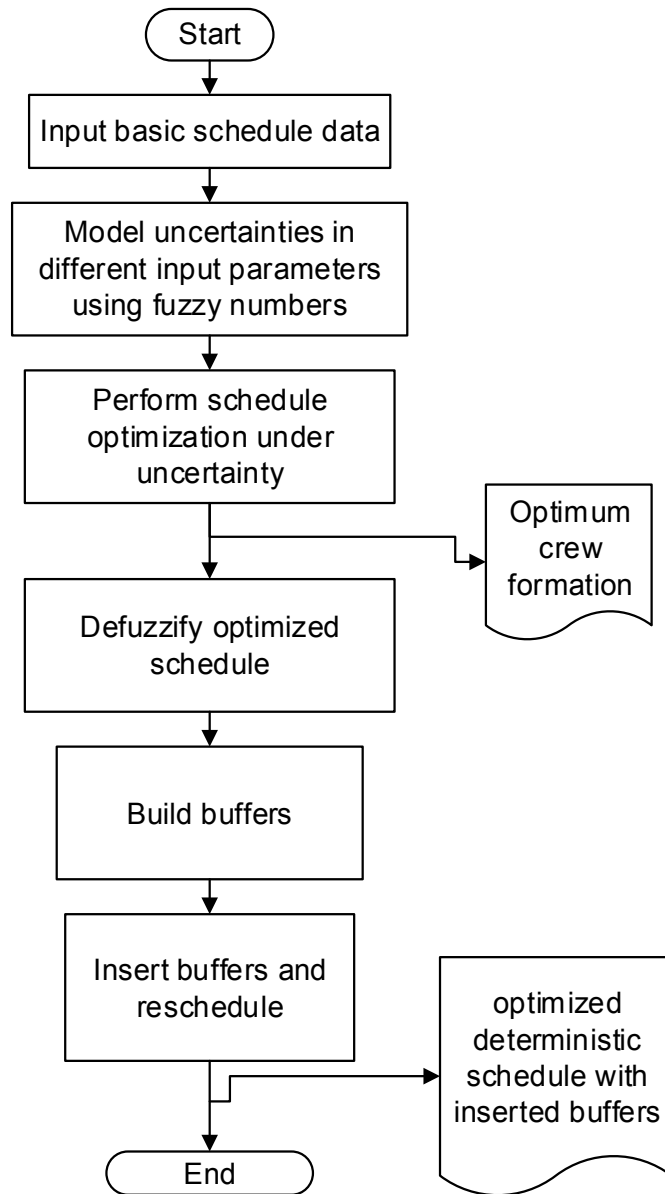 Start
Input basic schedule data
Model uncertainties in
different input parameters
using fuzzy numbers
Perform schedule
optimization under
uncertainty
Optimum
crew
formation
Defuzzify optimized
schedule
Build buffers
Insert buffers and
reschedule
optimized
deterministic
schedule with
inserted buffers
End